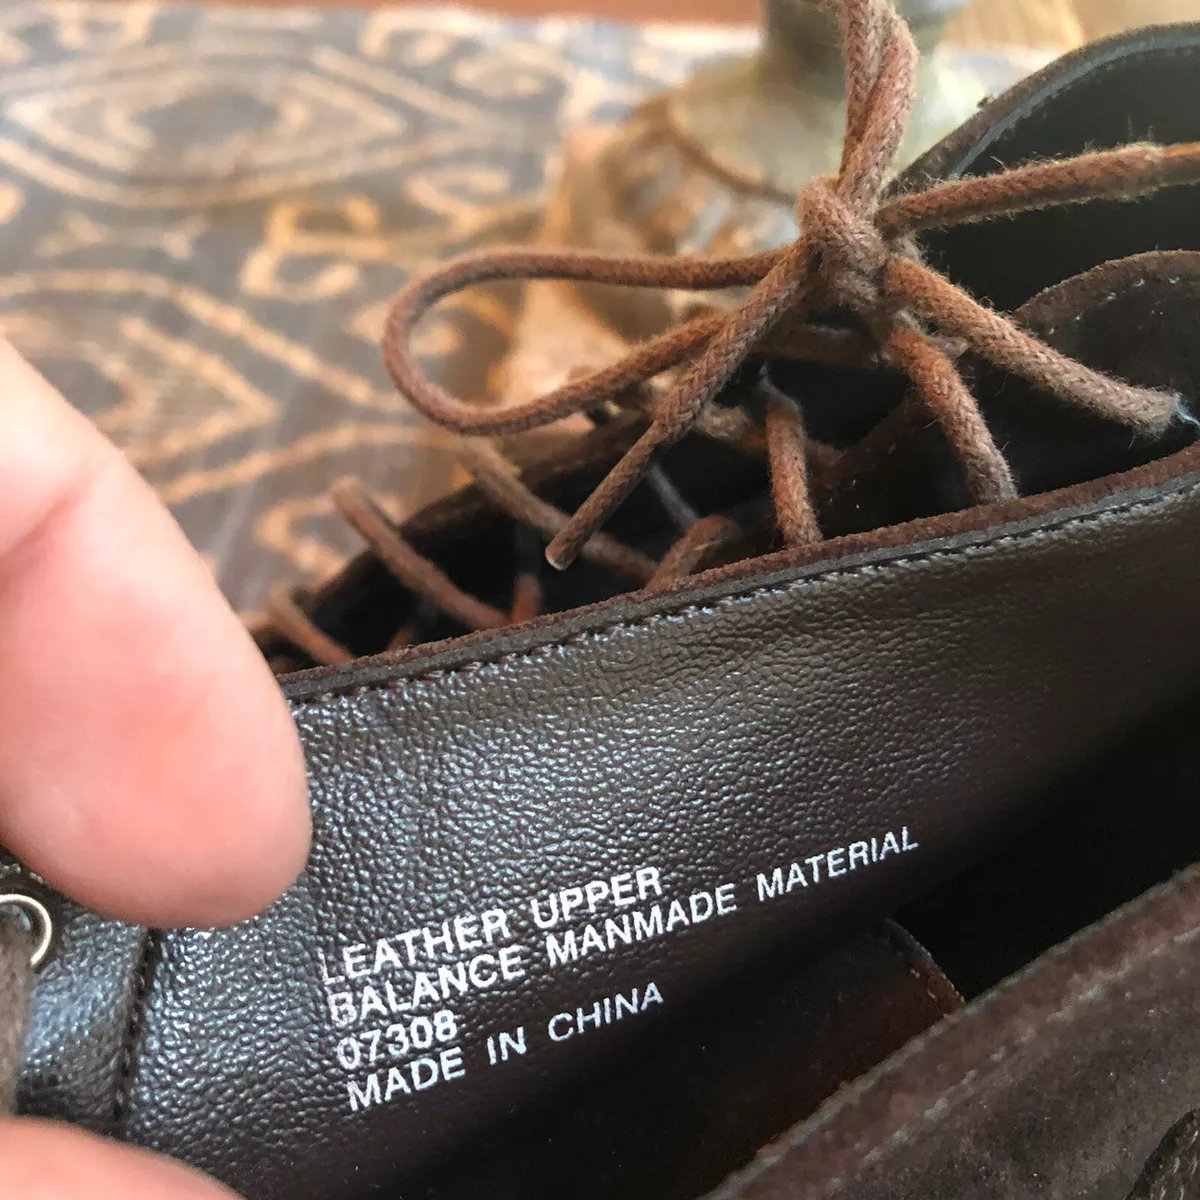 LEATHER UPPER
BALANCE MANMADE MATERIAL
07308
MADE IN CHINA